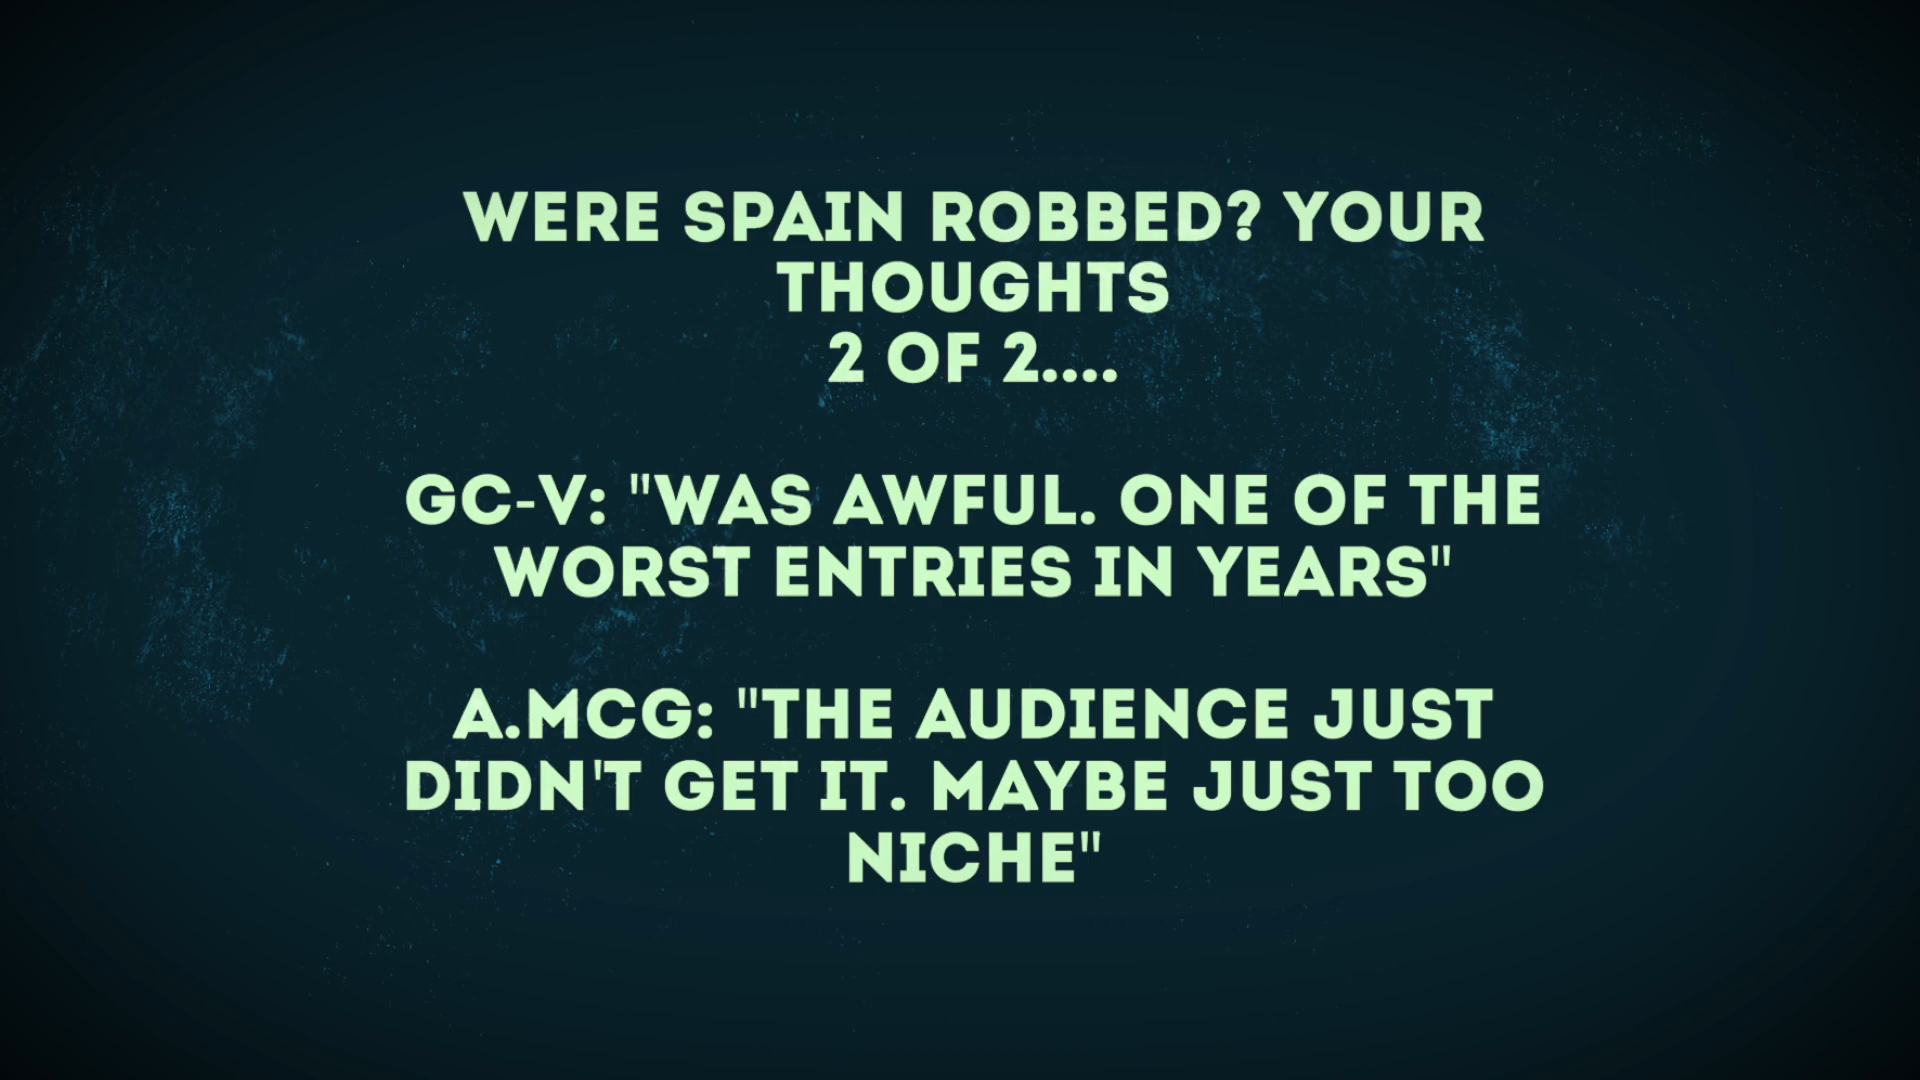 WERE SPAIN ROBBED? YOUR
THOUGHTS
2 OF 2....
GC-V: "WAS AWFUL. ONE OF THE
WORST ENTRIES IN YEARS"
A.MCG: "THE AUDIENCE JUST
DIDN'T GET IT. MAYBE JUST TOO
NICHE"